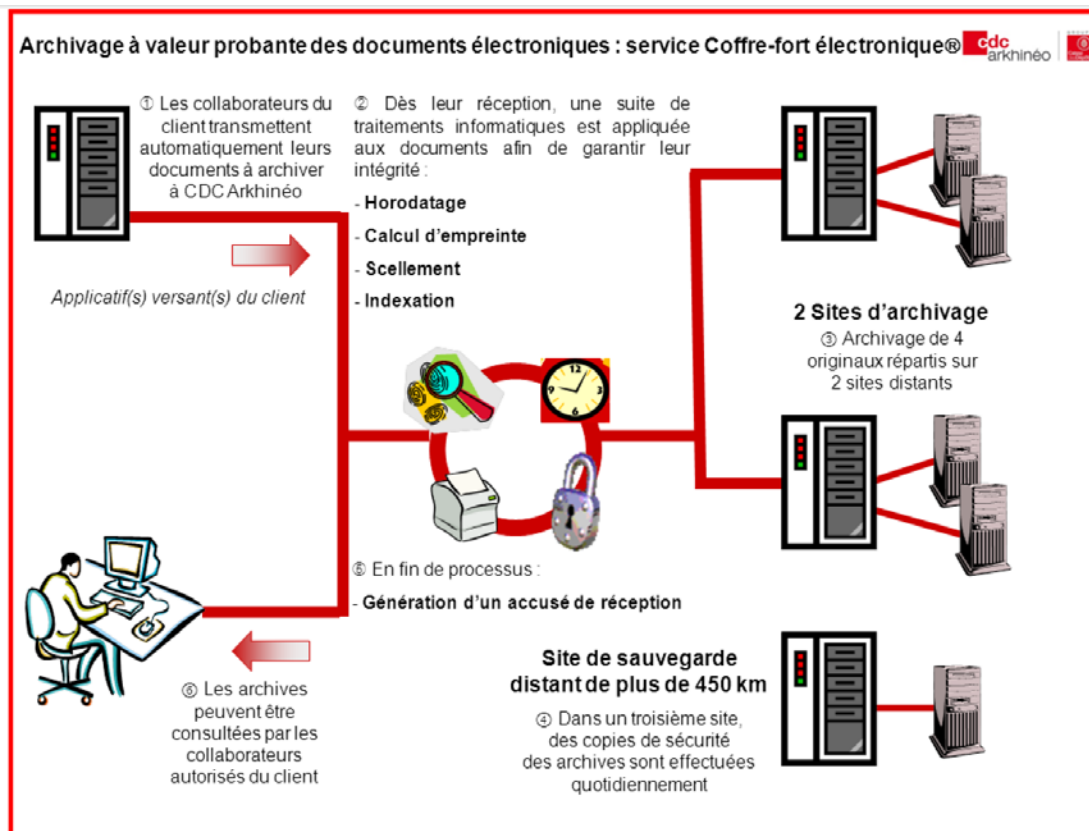 Archivage à valeur probante des documents électroniques : service Coffre-fort électronique®
cdc
arkhinéo
① Les collaborateurs du
client transmettent
automatiquement leurs
documents à archiver
à CDC Arkhinéo
Applicatif(s) versant(s) du client
② Dès leur réception, une suite de
traitements informatiques est appliquée
aux documents afin de garantir leur
intégrité :
- Horodatage
- Calcul d'empreinte
- Scellement
- Indexation
12
3
6
9
2 Sites d'archivage
③ Archivage de 4
originaux répartis sur
2 sites distants
⑤ En fin de processus :
- Génération d'un accusé de réception
Site de sauvegarde
distant de plus de 450 km
④ Dans un troisième site,
des copies de sécurité
des archives sont effectuées
quotidiennement
⑥ Les archives
peuvent être
consultées par les
collaborateurs
autorisés du client